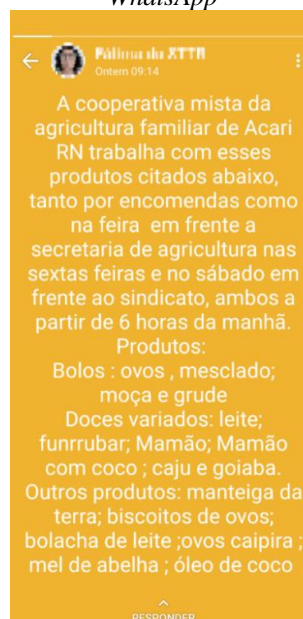 WhatsApp
Ontem 09:14
A cooperativa mista da
agricultura familiar de Acari
RN trabalha com esses
produtos citados abaixo,
tanto por encomendas como
na feira em frente a
secretaria de agricultura nas
sextas feiras e no sábado em
frente ao sindicato, ambos a
partir de 6 horas da manhã.
Produtos:
Bolos : ovos , mesclado;
moça e grude
Doces variados: leite;
funrrubar; Mamão; Mamão
com coco ; caju e goiaba.
Outros produtos: manteiga da
terra; biscoitos de ovos;
bolacha de leite ;ovos caipira ;
mel de abelha ; óleo de coco
RESPONDER